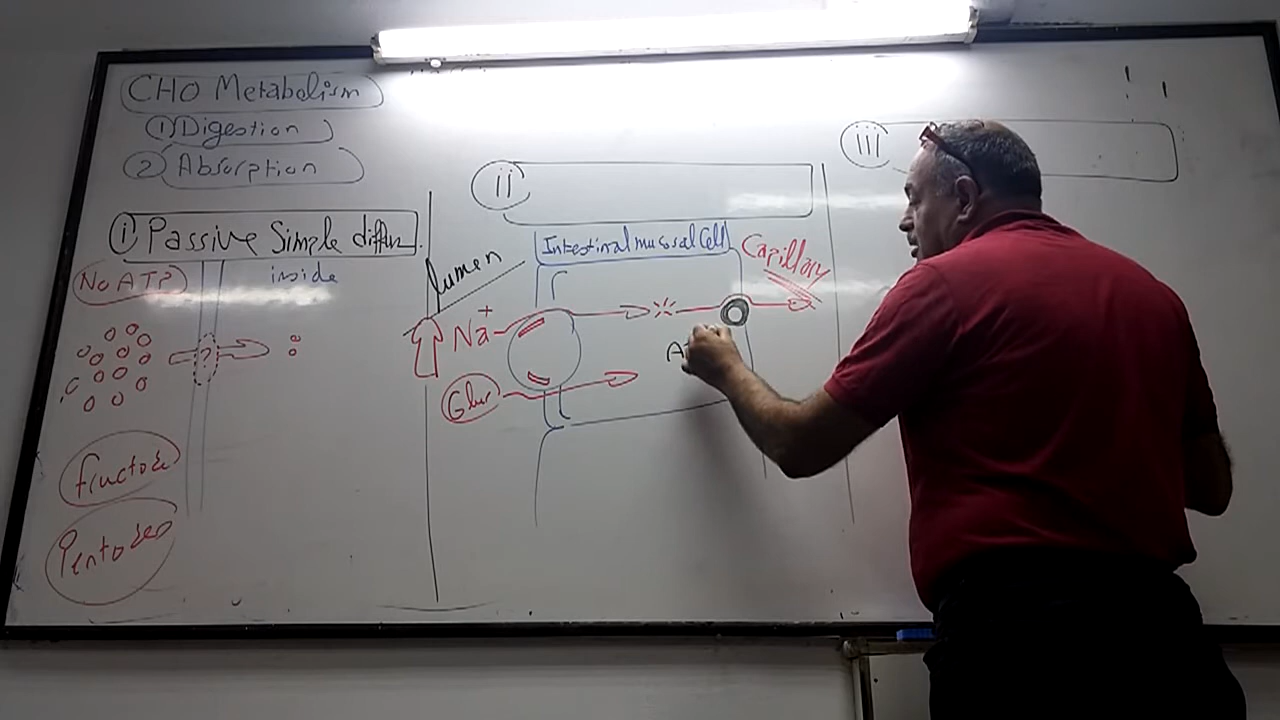 CHO Metabolism
① Digestion
② Absorption
i Passive Simple diffus.
No ATP
inside
?
Fructose
Pentoses
ii
Intestinal mucosal Cell
lumen
Capillary
Na+
Gluc
A
iii